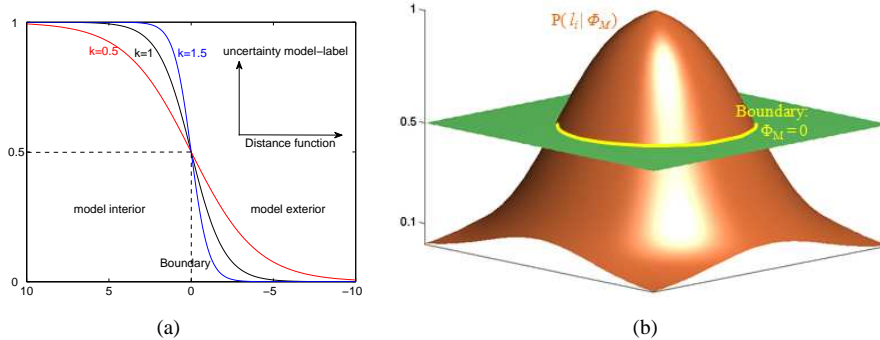 1
k=0.5
k=1
k=1.5
uncertainty model−label
Distance function
0.5
model interior
model exterior
Boundary
0
10
5
0
−5
−10
(a)
P( l_i | Φ_M)
1
0.5
0.1
Boundary:
Φ_M = 0
(b)